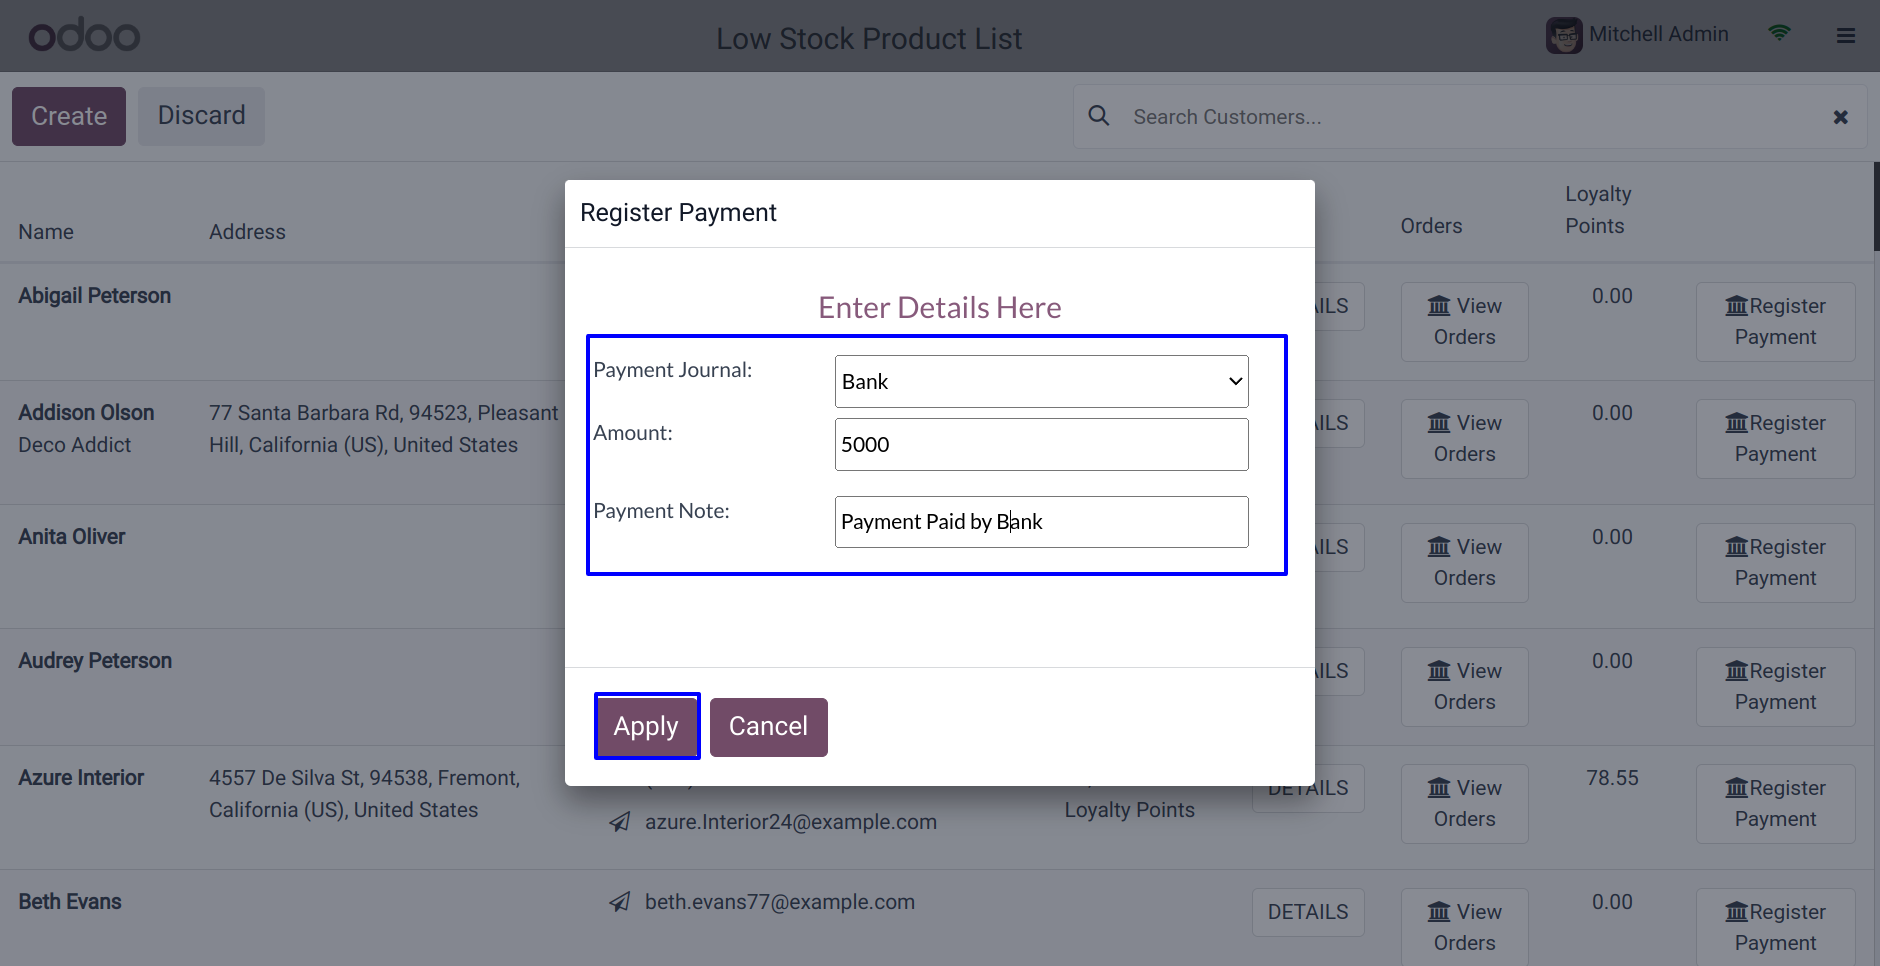 odoo
Low Stock Product List
Mitchell Admin
Create
Discard
Search Customers...
Name
Address
Orders
Loyalty
Points
Register Payment
Enter Details Here
Payment Journal:
Bank
Amount:
5000
Payment Note:
Payment Paid by Bank
Apply
Cancel
Abigail Peterson
View
Orders
0.00
Register
Payment
Addison Olson
Deco Addict
77 Santa Barbara Rd, 94523, Pleasant
Hill, California (US), United States
View
Orders
0.00
Register
Payment
Anita Oliver
View
Orders
0.00
Register
Payment
Audrey Peterson
View
Orders
0.00
Register
Payment
Azure Interior
4557 De Silva St, 94538, Fremont,
California (US), United States
azure.Interior24@example.com
Loyalty Points
DETAILS
View
Orders
78.55
Register
Payment
Beth Evans
beth.evans77@example.com
DETAILS
View
Orders
0.00
Register
Payment